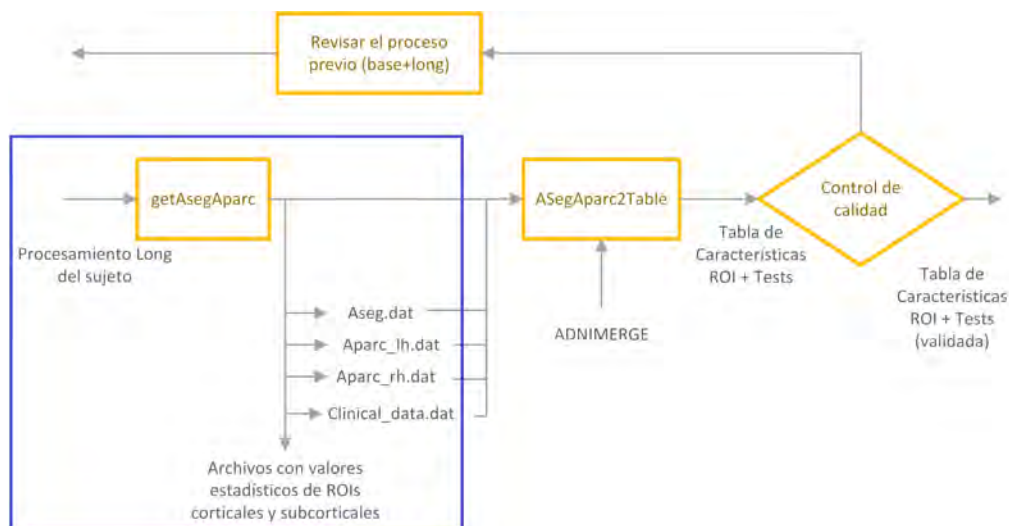 Revisar el proceso
previo (base+long)
getAsegAparc
ASegAparc2Table
Control de
calidad
Procesamiento Long
del sujeto
Tabla de
Características
ROI + Tests
Tabla de
Características
ROI + Tests
(validada)
Aseg.dat
ADNIMERGE
Aparc_lh.dat
Aparc_rh.dat
Clinical_data.dat
Archivos con valores
estadísticos de ROIs
corticales y subcorticales